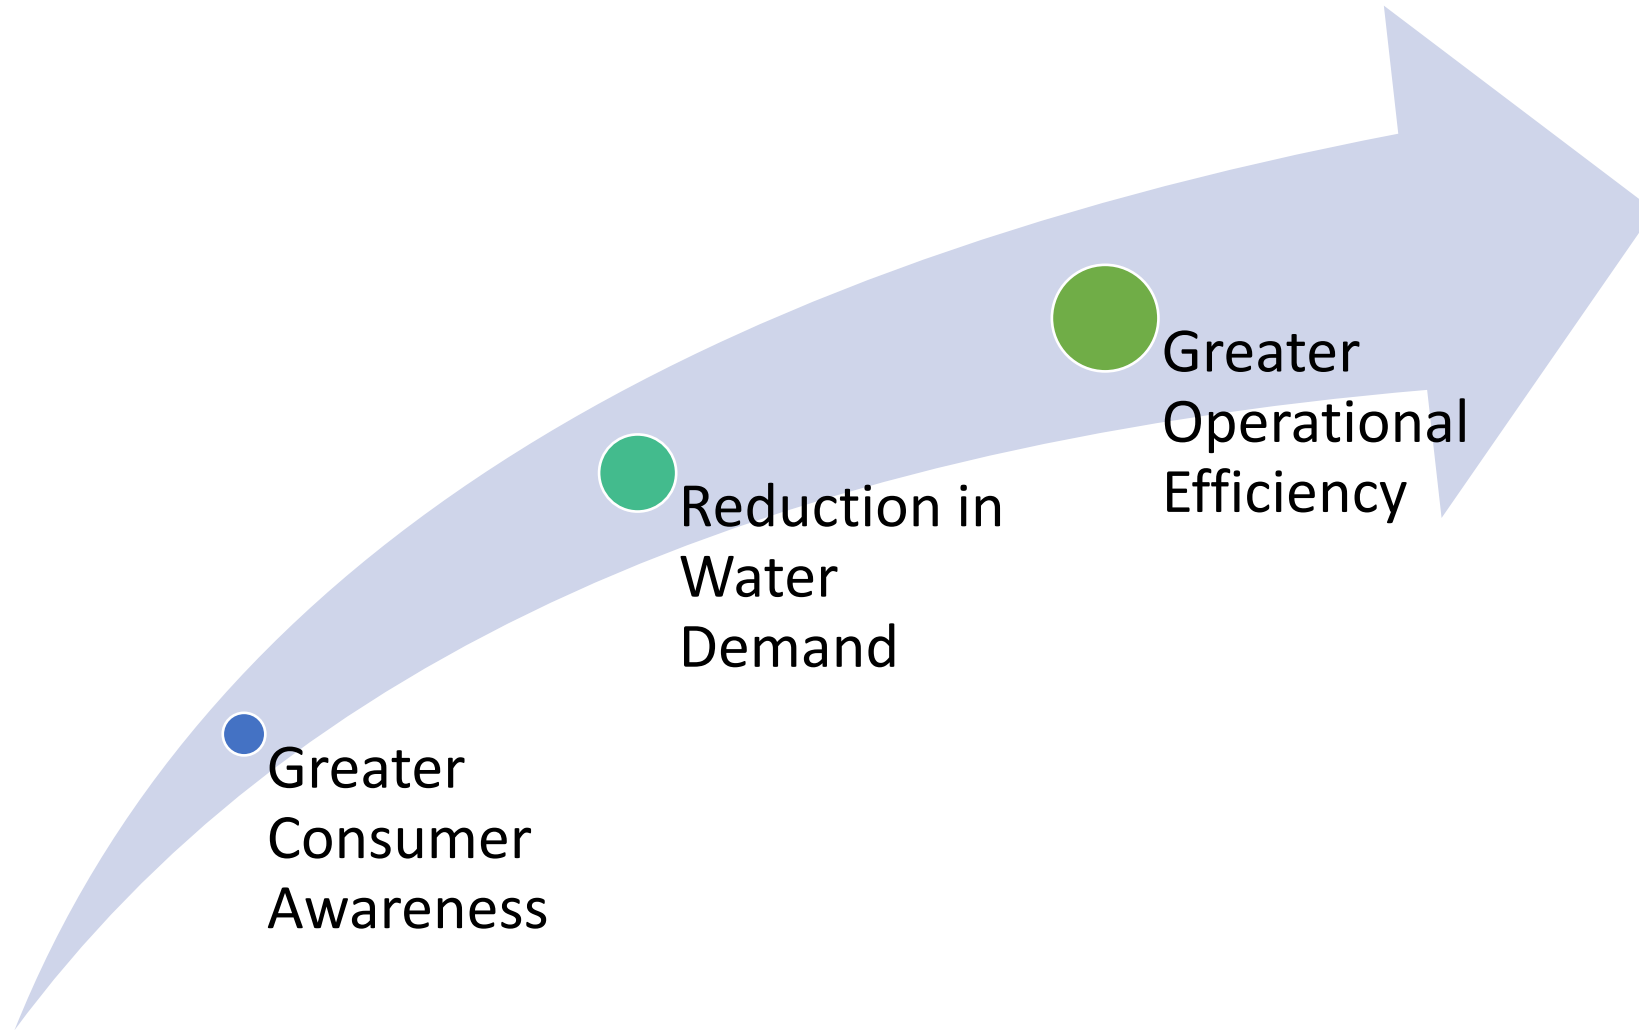 Greater
Consumer
Awareness
Reduction in
Water
Demand
Greater
Operational
Efficiency